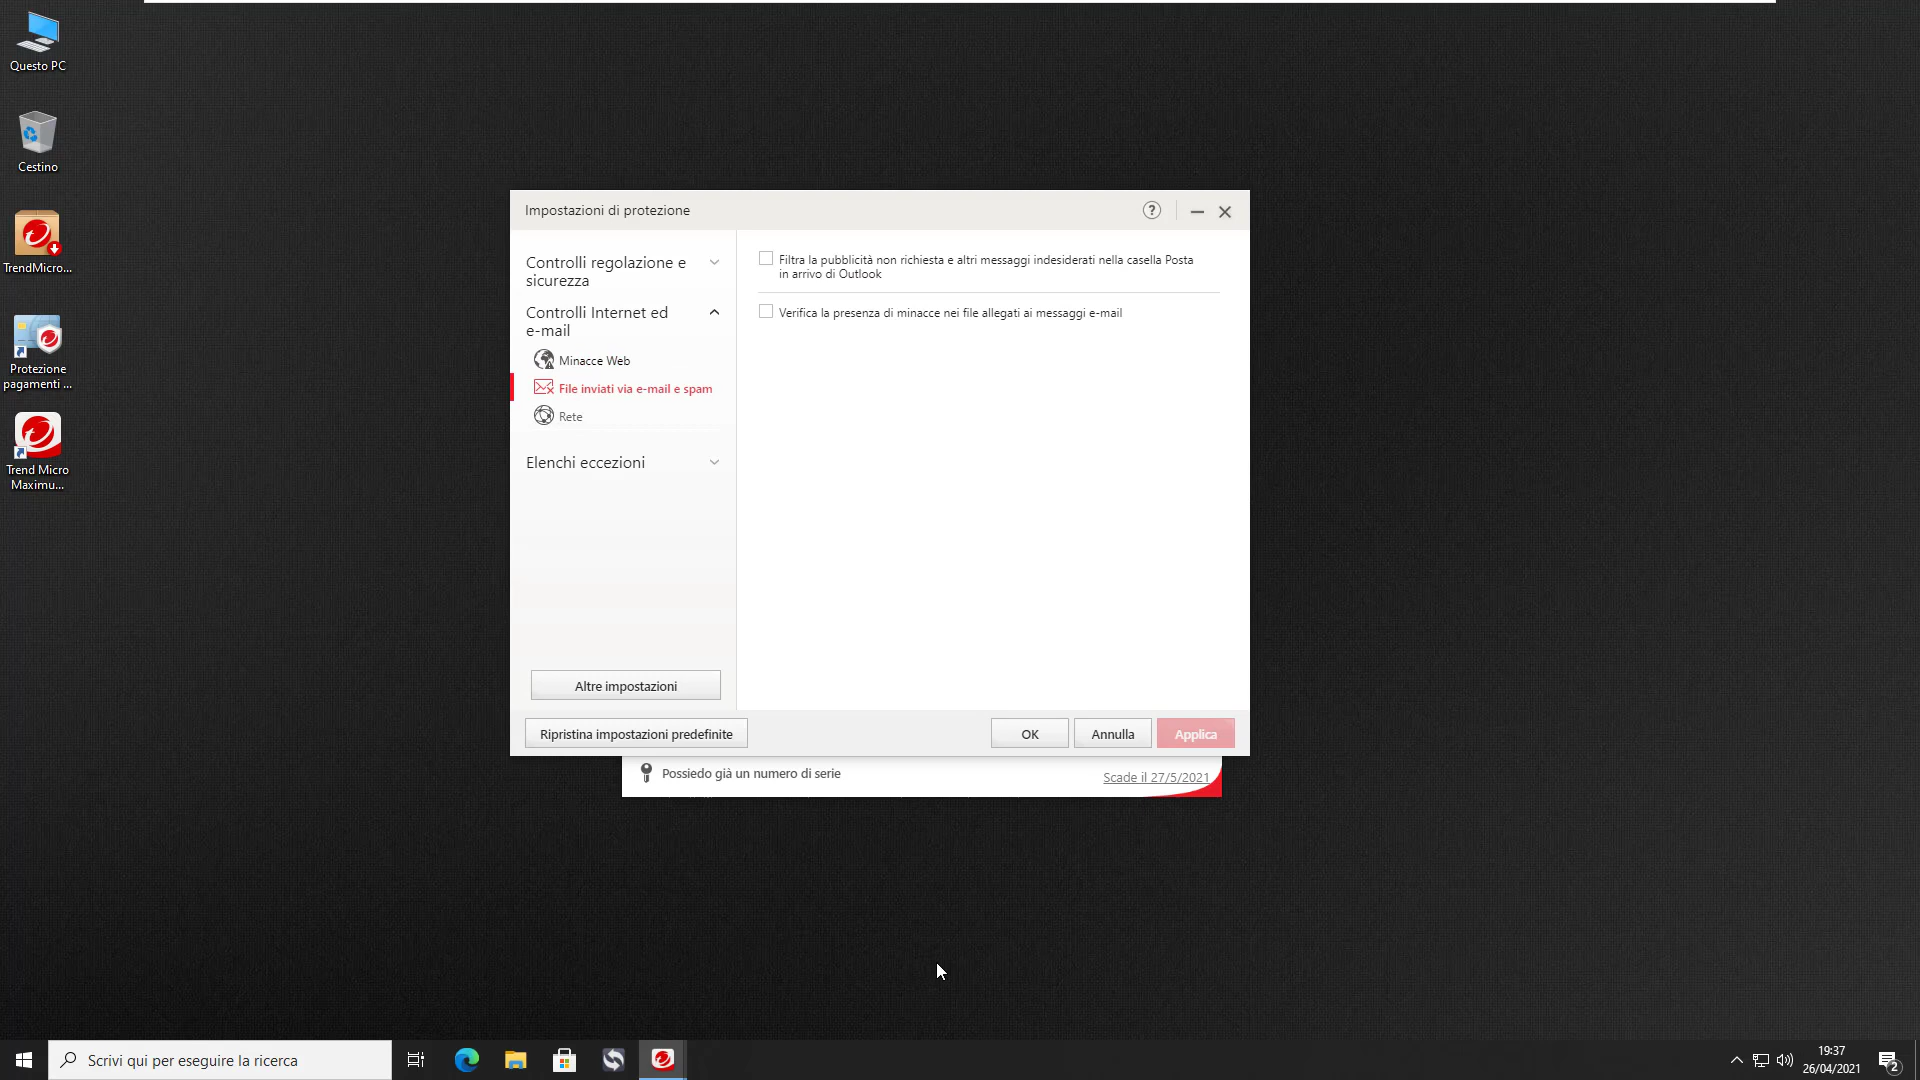 Questo PC
Cestino
TrendMicro...
Protezione
pagamenti ...
Trend Micro
Maximu...
Impostazioni di protezione
?
Controlli regolazione e
sicurezza
Controlli Internet ed
e-mail
Minacce Web
File inviati via e-mail e spam
Rete
Elenchi eccezioni
Altre impostazioni
Filtra la pubblicità non richiesta e altri messaggi indesiderati nella casella Posta
in arrivo di Outlook
Verifica la presenza di minacce nei file allegati ai messaggi e-mail
Ripristina impostazioni predefinite
OK
Annulla
Applica
Possiedo già un numero di serie
Scade il 27/5/2021
Scrivi qui per eseguire la ricerca
19:37
26/04/2021
2